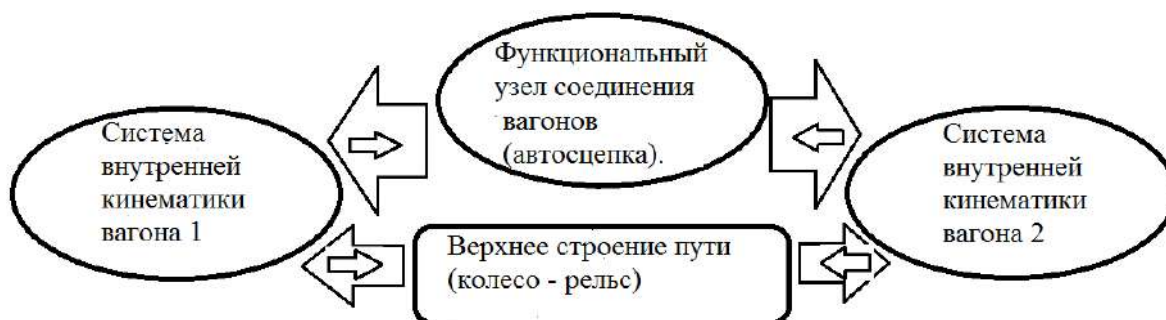 Функциональный
узел соединения
вагонов
(автосцепка).
Система
внутренней
кинематики
вагона 1
Система
внутренней
кинематики
вагона 2
Верхнее строение пути
(колесо - рельс)